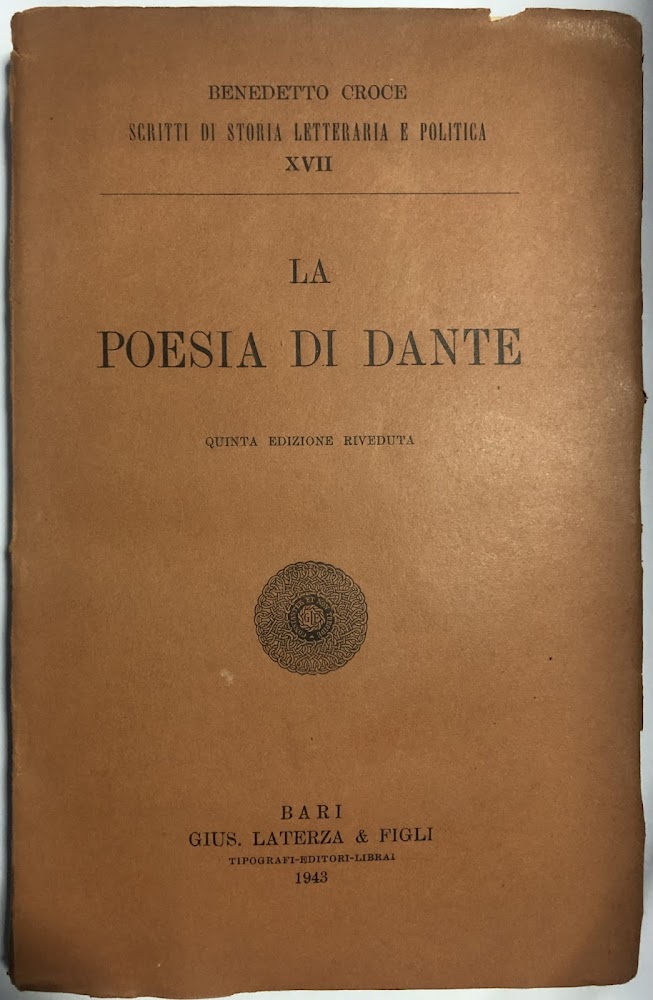 BENEDETTO CROCE
SCRITTI DI STORIA LETTERARIA E POLITICA
XVII
LA
POESIA DI DANTE
QUINTA EDIZIONE RIVEDUTA
BARI
GIUS. LATERZA & FIGLI
TIPOGRAFI-EDITORI-LIBRAI
1943